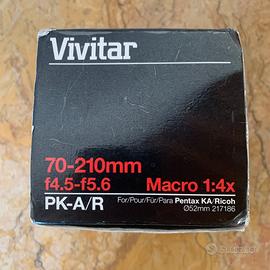 Vivitar
70-210mm
f4.5-f5.6 Macro 1:4x
PK-A/R For/Pour/Für/Para Pentax KA/Ricoh
Ø52mm 217186
subito